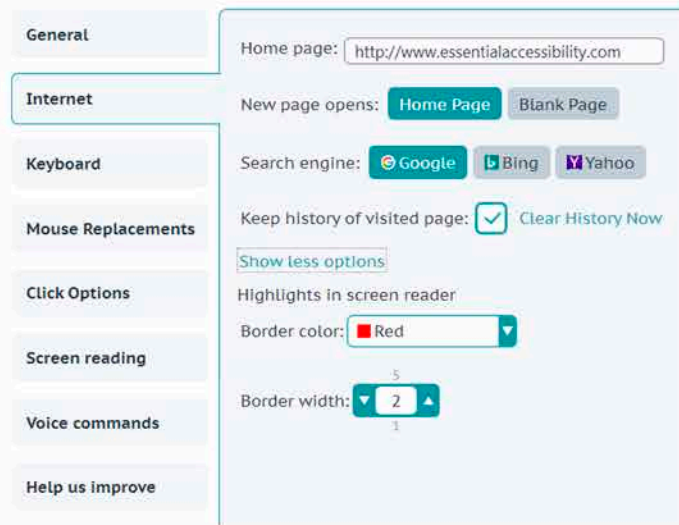 General
Internet
Keyboard
Mouse Replacements
Click Options
Screen reading
Voice commands
Help us improve
Home page: http://www.essentialaccessibility.com
New page opens: Home Page Blank Page
Search engine: Google Bing Yahoo
Keep history of visited page: Clear History Now
Show less options
Highlights in screen reader
Border color: Red
5
Border width: 2
1